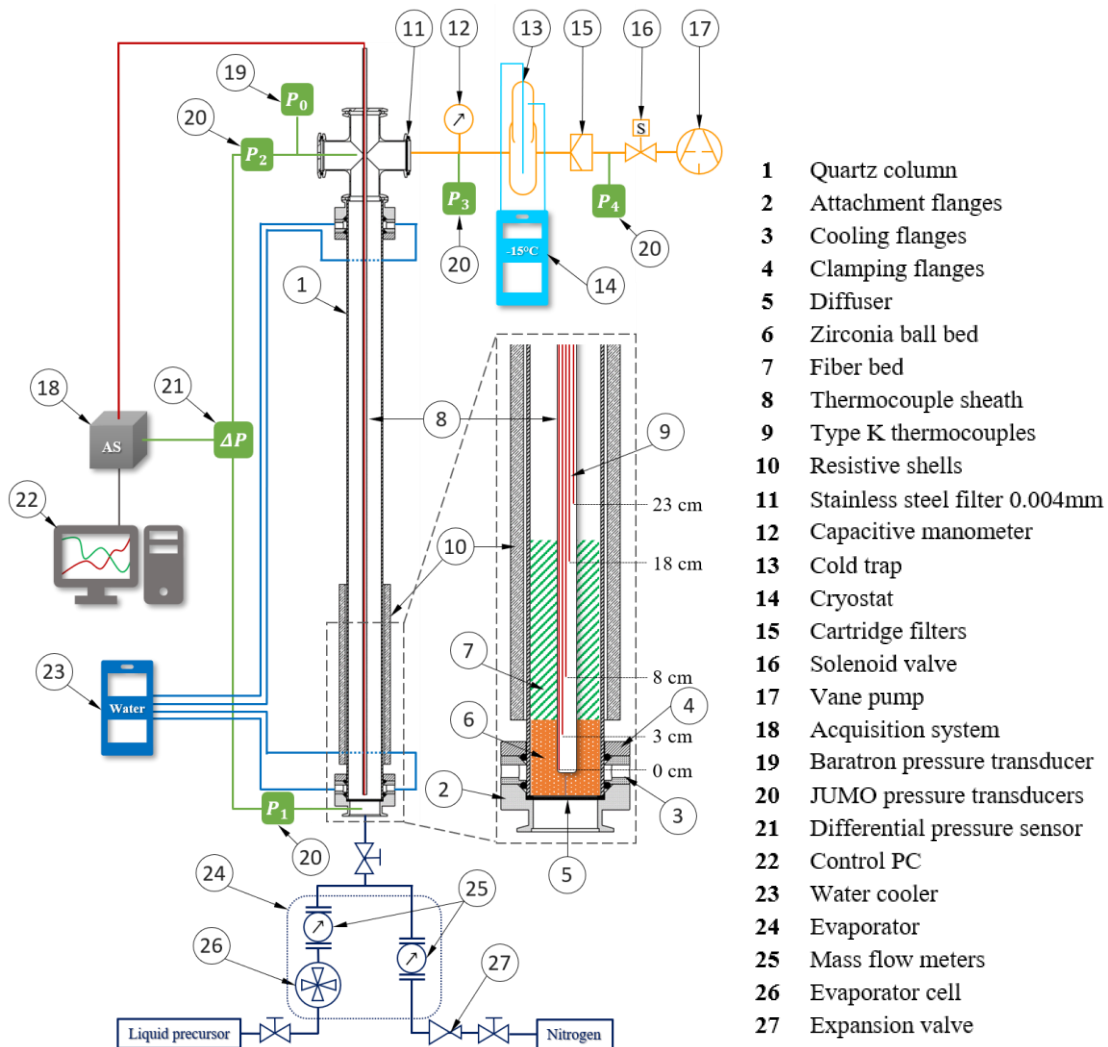 11
12
13
15
16
17
19
P0
S
20
P2
P3
P4
20
-15°C
20
14
1
18
21
8
AS
ΔP
9
22
23 cm
10
18 cm
7
8 cm
23
Water
4
6
3 cm
0 cm
2
P1
3
20
5
24
25
26
27
Liquid precursor
Nitrogen
1 Quartz column
2 Attachment flanges
3 Cooling flanges
4 Clamping flanges
5 Diffuser
6 Zirconia ball bed
7 Fiber bed
8 Thermocouple sheath
9 Type K thermocouples
10 Resistive shells
11 Stainless steel filter 0.004mm
12 Capacitive manometer
13 Cold trap
14 Cryostat
15 Cartridge filters
16 Solenoid valve
17 Vane pump
18 Acquisition system
19 Baratron pressure transducer
20 JUMO pressure transducers
21 Differential pressure sensor
22 Control PC
23 Water cooler
24 Evaporator
25 Mass flow meters
26 Evaporator cell
27 Expansion valve